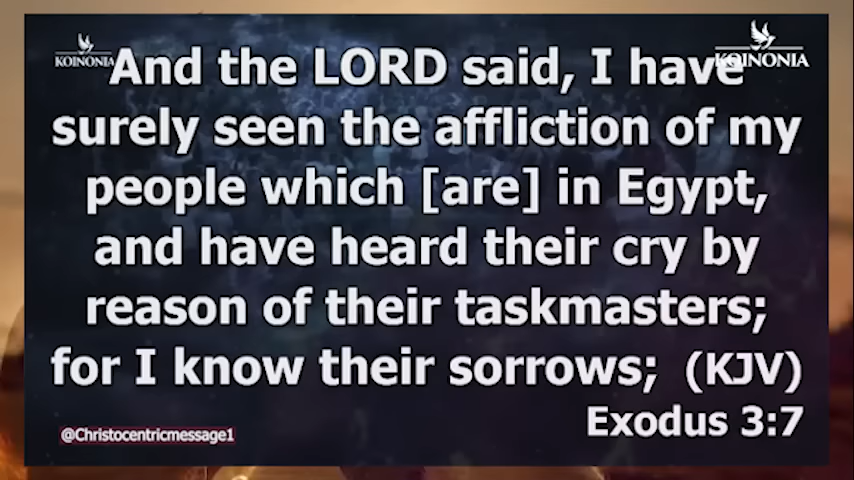 KOINONIA
KOINONIA
And the LORD said, I have
surely seen the affliction of my
people which [are] in Egypt,
and have heard their cry by
reason of their taskmasters;
for I know their sorrows; (KJV)
Exodus 3:7
@Christocentricmessage1